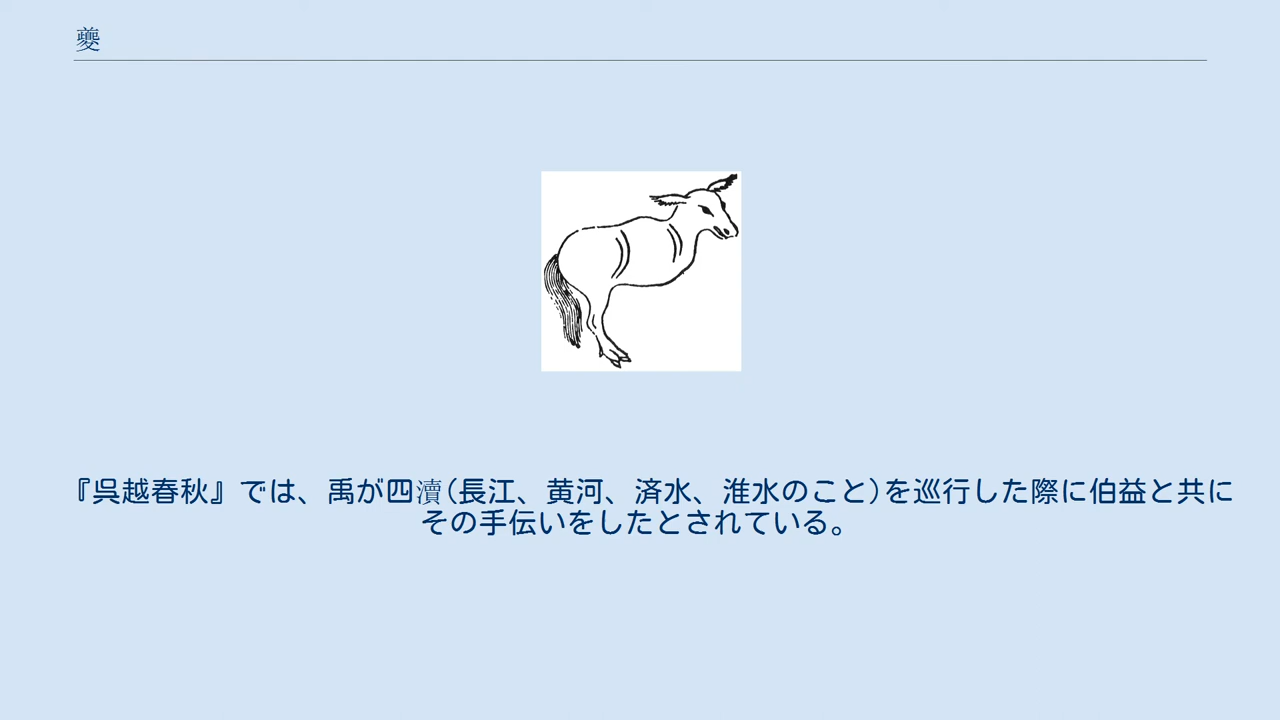 夔
『呉越春秋』では、禹が四瀆(長江、黄河、済水、淮水のこと)を巡行した際に伯益と共に
その手伝いをしたとされている。